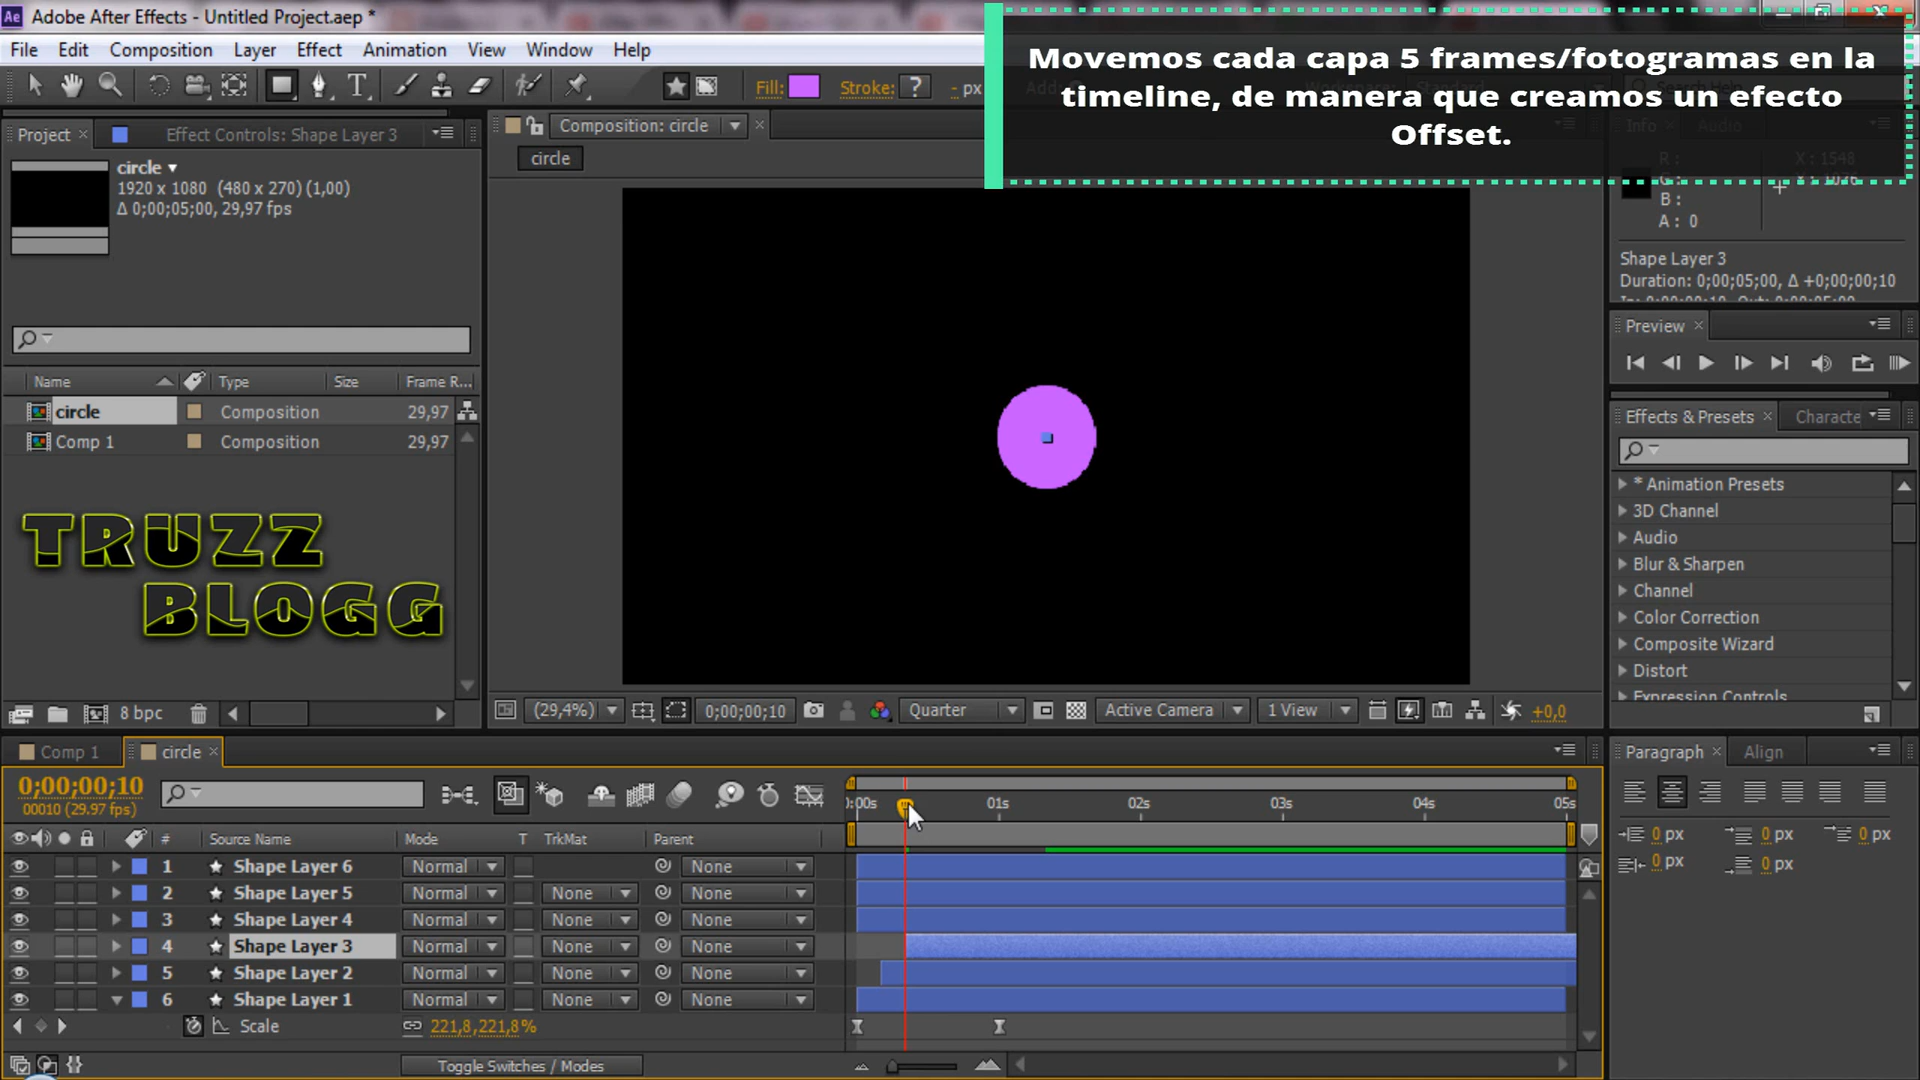 Adobe After Effects - Untitled Project.aep *
File Edit Composition Layer Effect Animation View Window Help
Movemos cada capa 5 frames/fotogramas en la
timeline, de manera que creamos un efecto
Offset.
Fill: Stroke: ? - px
Project Effect Controls: Shape Layer 3
Composition: circle
Info Audio
circle
circle
1920 x 1080 (480 x 270) (1,00)
Δ 0;00;05;00, 29,97 fps
R : X : 1548
G :
B :
A : 0
Shape Layer 3
Duration: 0;00;05;00, Δ +0;00;00;10
Preview
Name Type Size Frame R...
circle Composition 29,97
Comp 1 Composition 29,97
Effects & Presets Characte
* Animation Presets
3D Channel
Audio
Blur & Sharpen
Channel
Color Correction
Composite Wizard
Distort
Expression Controls
TRUZZ
BLOGG
8 bpc
(29,4%) 0;00;00;10 Quarter Active Camera 1 View +0,0
Comp 1 circle
Paragraph Align
0;00;00;10
00010 (29.97 fps)
01s 02s 03s 04s 05s
# Source Name Mode T TrkMat Parent
1 Shape Layer 6 Normal None
2 Shape Layer 5 Normal None None
3 Shape Layer 4 Normal None None
4 Shape Layer 3 Normal None None
5 Shape Layer 2 Normal None None
6 Shape Layer 1 Normal None None
Scale 221,8,221,8%
0 px 0 px 0 px
0 px 0 px
Toggle Switches / Modes